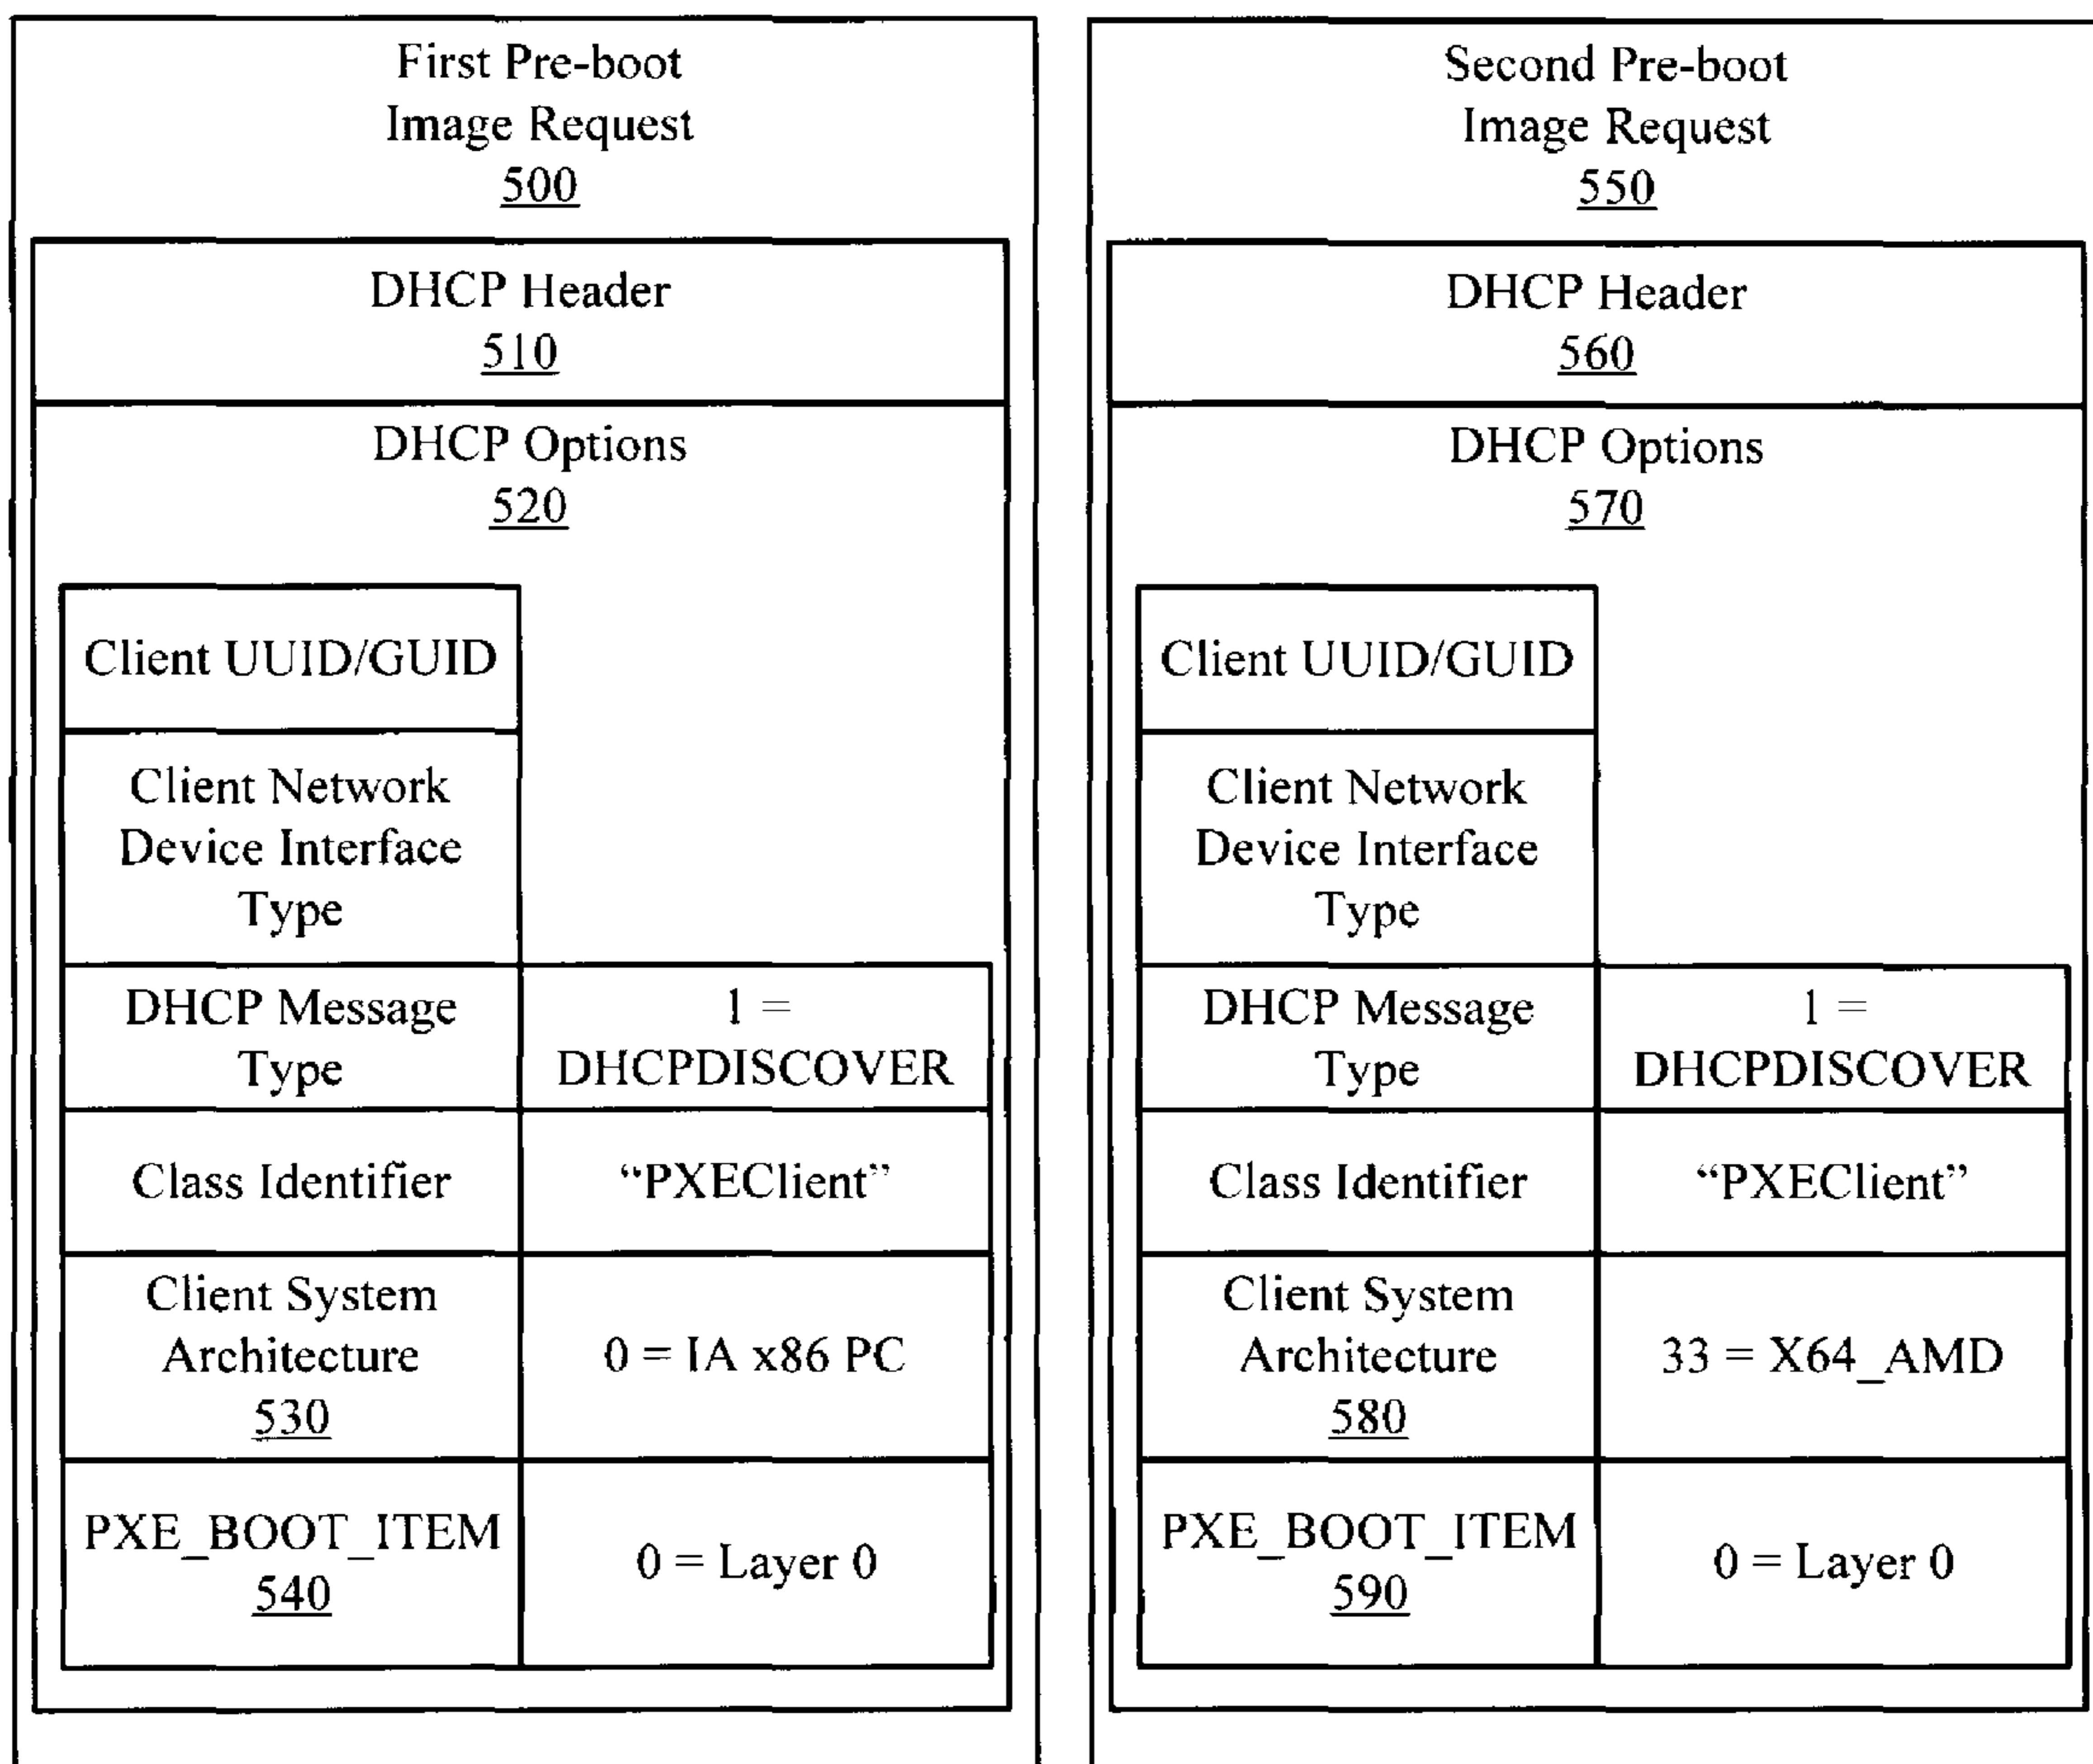 First Pre-boot
Image Request
500
DHCP Header
510
DHCP Options
520
Client UUID/GUID
Client Network
Device Interface
Type
DHCP Message
Type
1 =
DHCPDISCOVER
Class Identifier
“PXEClient”
Client System
Architecture
530
0 = IA x86 PC
PXE_BOOT_ITEM
540
0 = Layer 0
Second Pre-boot
Image Request
550
DHCP Header
560
DHCP Options
570
Client UUID/GUID
Client Network
Device Interface
Type
DHCP Message
Type
1 =
DHCPDISCOVER
Class Identifier
“PXEClient”
Client System
Architecture
580
33 = X64_AMD
PXE_BOOT_ITEM
590
0 = Layer 0